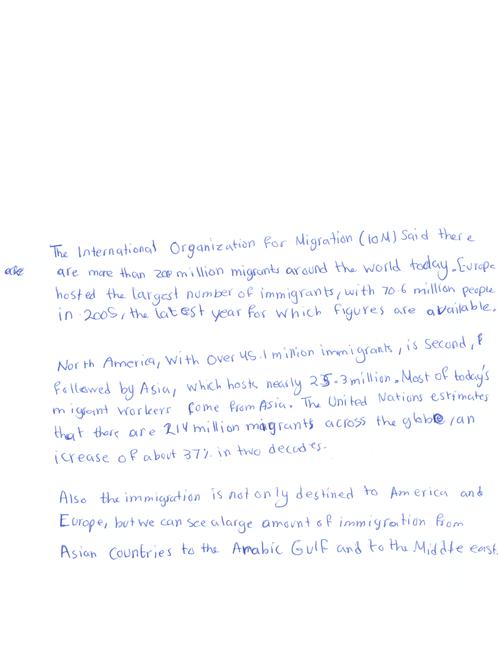 The International Organization For Migration (IOM) Said there
are are more than 200 million migrants around the world today. Europe
hosted the largest number of immigrants, with 70.6 million people
in 2005, the latest year for which figures are available.
North America, with over 45.1 million immigrants, is second, f
followed by Asia, which hosts nearly 25.3 million. Most of today's
migrant workers come from Asia. The United Nations estimates
that there are 214 million magrants across the globe, an
icrease of about 37% in two decades.
Also the immigration is not only destined to America and
Europe, but we can see a large amount of immigration from
Asian countries to the Arabic Gulf and to the Middle east.